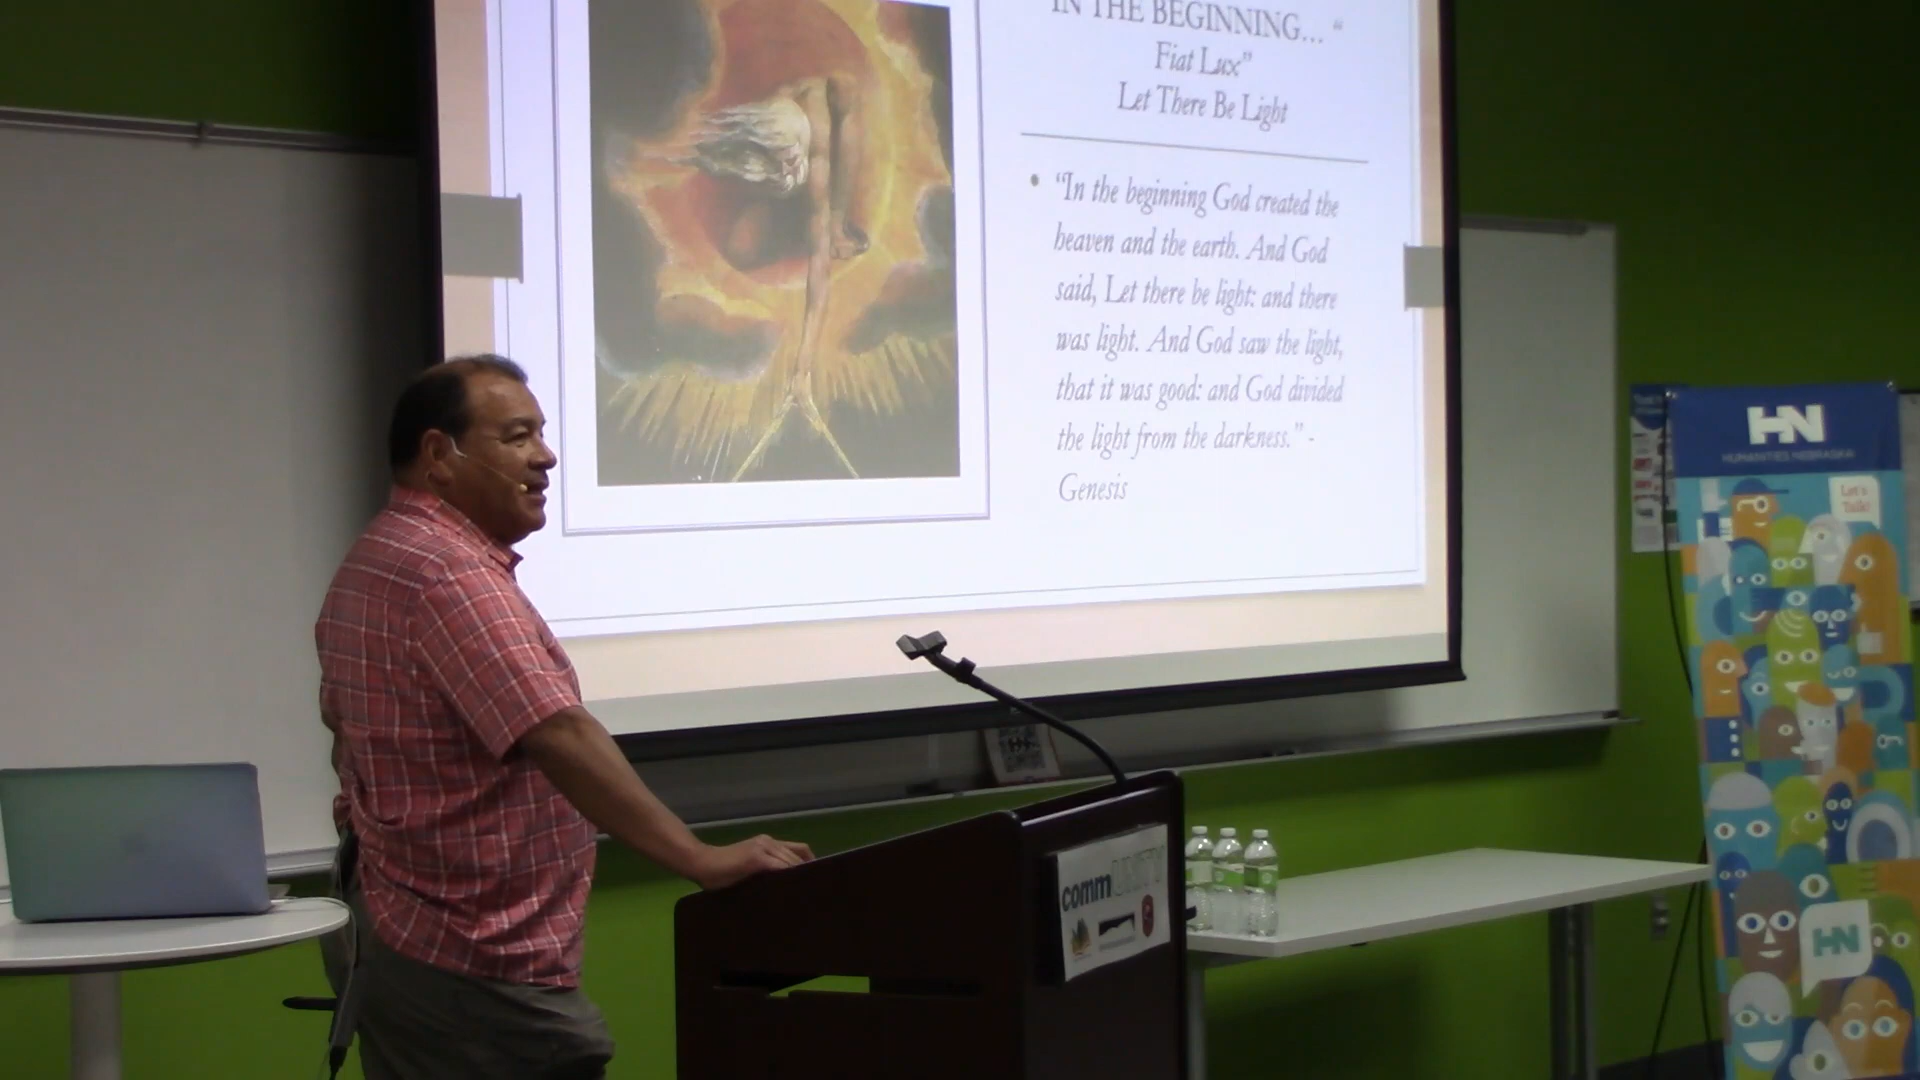 IN THE BEGINNING... “
Fiat Lux”
Let There Be Light
• “In the beginning God created the
heaven and the earth. And God
said, Let there be light: and there
was light. And God saw the light,
that it was good: and God divided
the light from the darkness.” -
Genesis
HN
HUMANITIES NEBRASKA
Let's
Talk!
commUNITY
HN